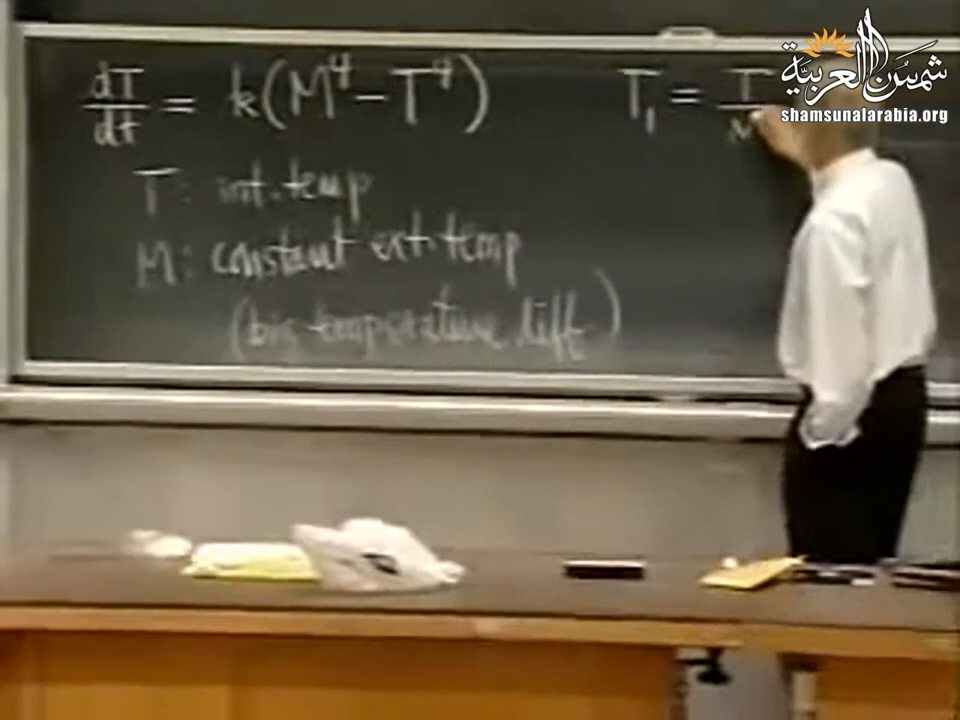 شمس العربية
shamsunalarabia.org
dT/dt = k(M⁴ - T⁴)
T₁ = T/M
T: int. temp
M: constant ext. temp
(big temperature diff.)